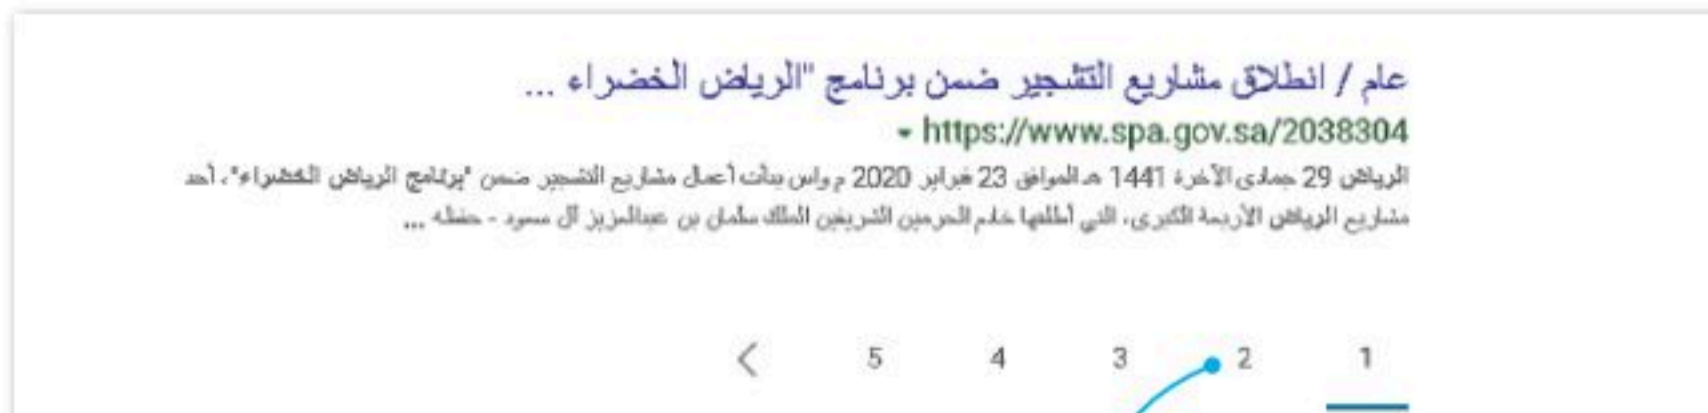 عام / انطلاق مشاريع التشجير ضمن برنامج "الرياض الخضراء ...
https://www.spa.gov.sa/2038304
الرياض 29 جمادى الآخرة 1441 هـ الموافق 23 فبراير 2020 م واس بدأت أعمال مشاريع التشجير ضمن "برنامج الرياض الخضراء"، أحد
مشاريع الرياض الأربعة الكبرى، التي أطلقها خادم الحرمين الشريفين الملك سلمان بن عبدالعزيز آل سعود - حفظه ...
1 2 3 4 5